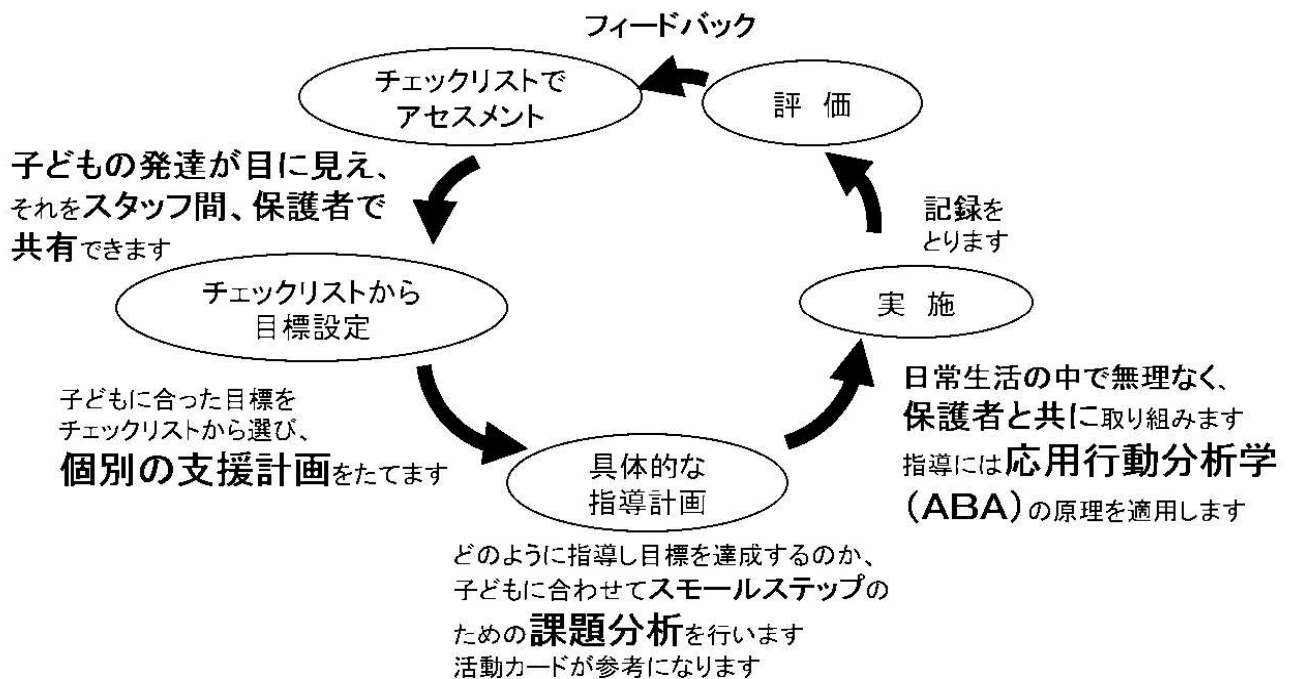 フィードバック
チェックリストで
アセスメント
評 価
子どもの発達が目に見え、
それをスタッフ間、保護者で
共有できます
記録を
とります
チェックリストから
目標設定
実 施
子どもに合った目標を
チェックリストから選び、
個別の支援計画をたてます
日常生活の中で無理なく、
保護者と共に取り組みます
指導には応用行動分析学
(ABA)の原理を適用します
具体的な
指導計画
どのように指導し目標を達成するのか、
子どもに合わせてスモールステップの
ための課題分析を行います
活動カードが参考になります